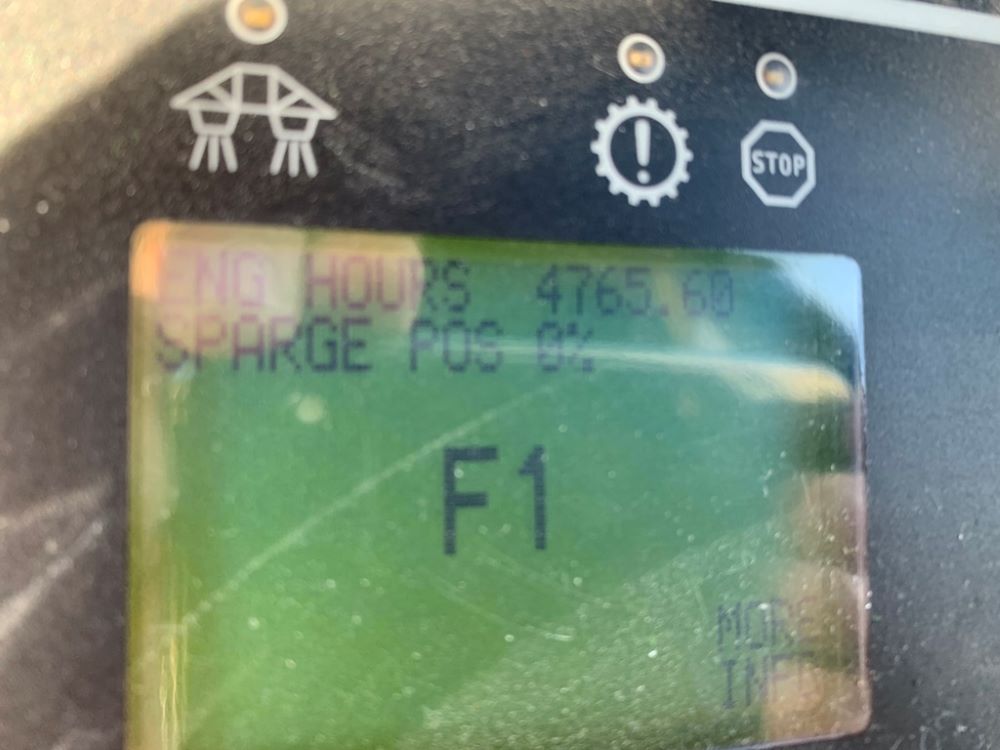 STOP
ENG HOURS 4765.60
SPARGE POS 0%
F1
MORE
INFO